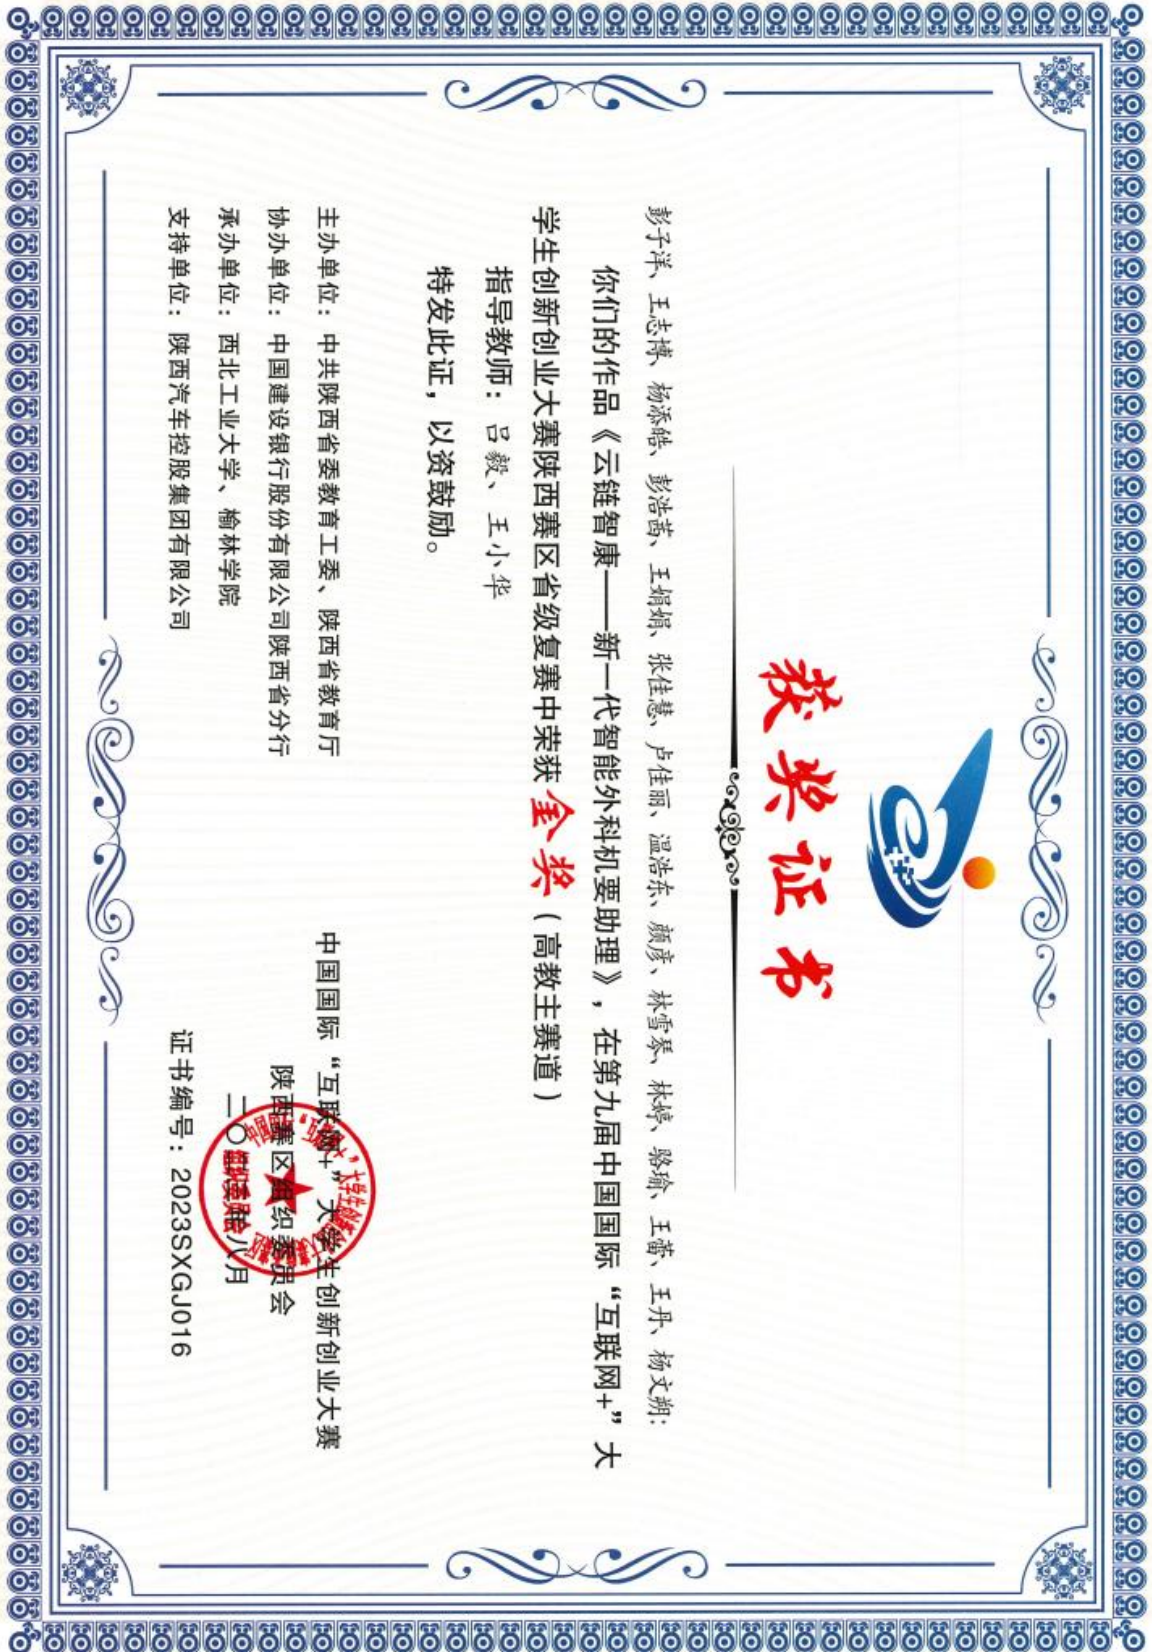 获奖证书
彭子洋、王志博、杨添皓、彭浩茜、王娟娟、张佳慧、卢佳丽、温浩东、颜彦、林雪琴、林婷、骆瑜、王蕾、王丹、杨文朔：
你们的作品《云链智康——新一代智能外科机要助理》，在第九届中国国际“互联网+”大
学生创新创业大赛陕西赛区省级复赛中荣获金奖（高教主赛道）
指导教师：吕毅、王小华
特发此证，以资鼓励。
主办单位：中共陕西省委教育工委、陕西省教育厅
协办单位：中国建设银行股份有限公司陕西省分行
承办单位：西北工业大学、榆林学院
支持单位：陕西汽车控股集团有限公司
中国国际“互联网+”大学生创新创业大赛
陕西赛区组织委员会
二〇二三年八月
证书编号：2023SXGJ016